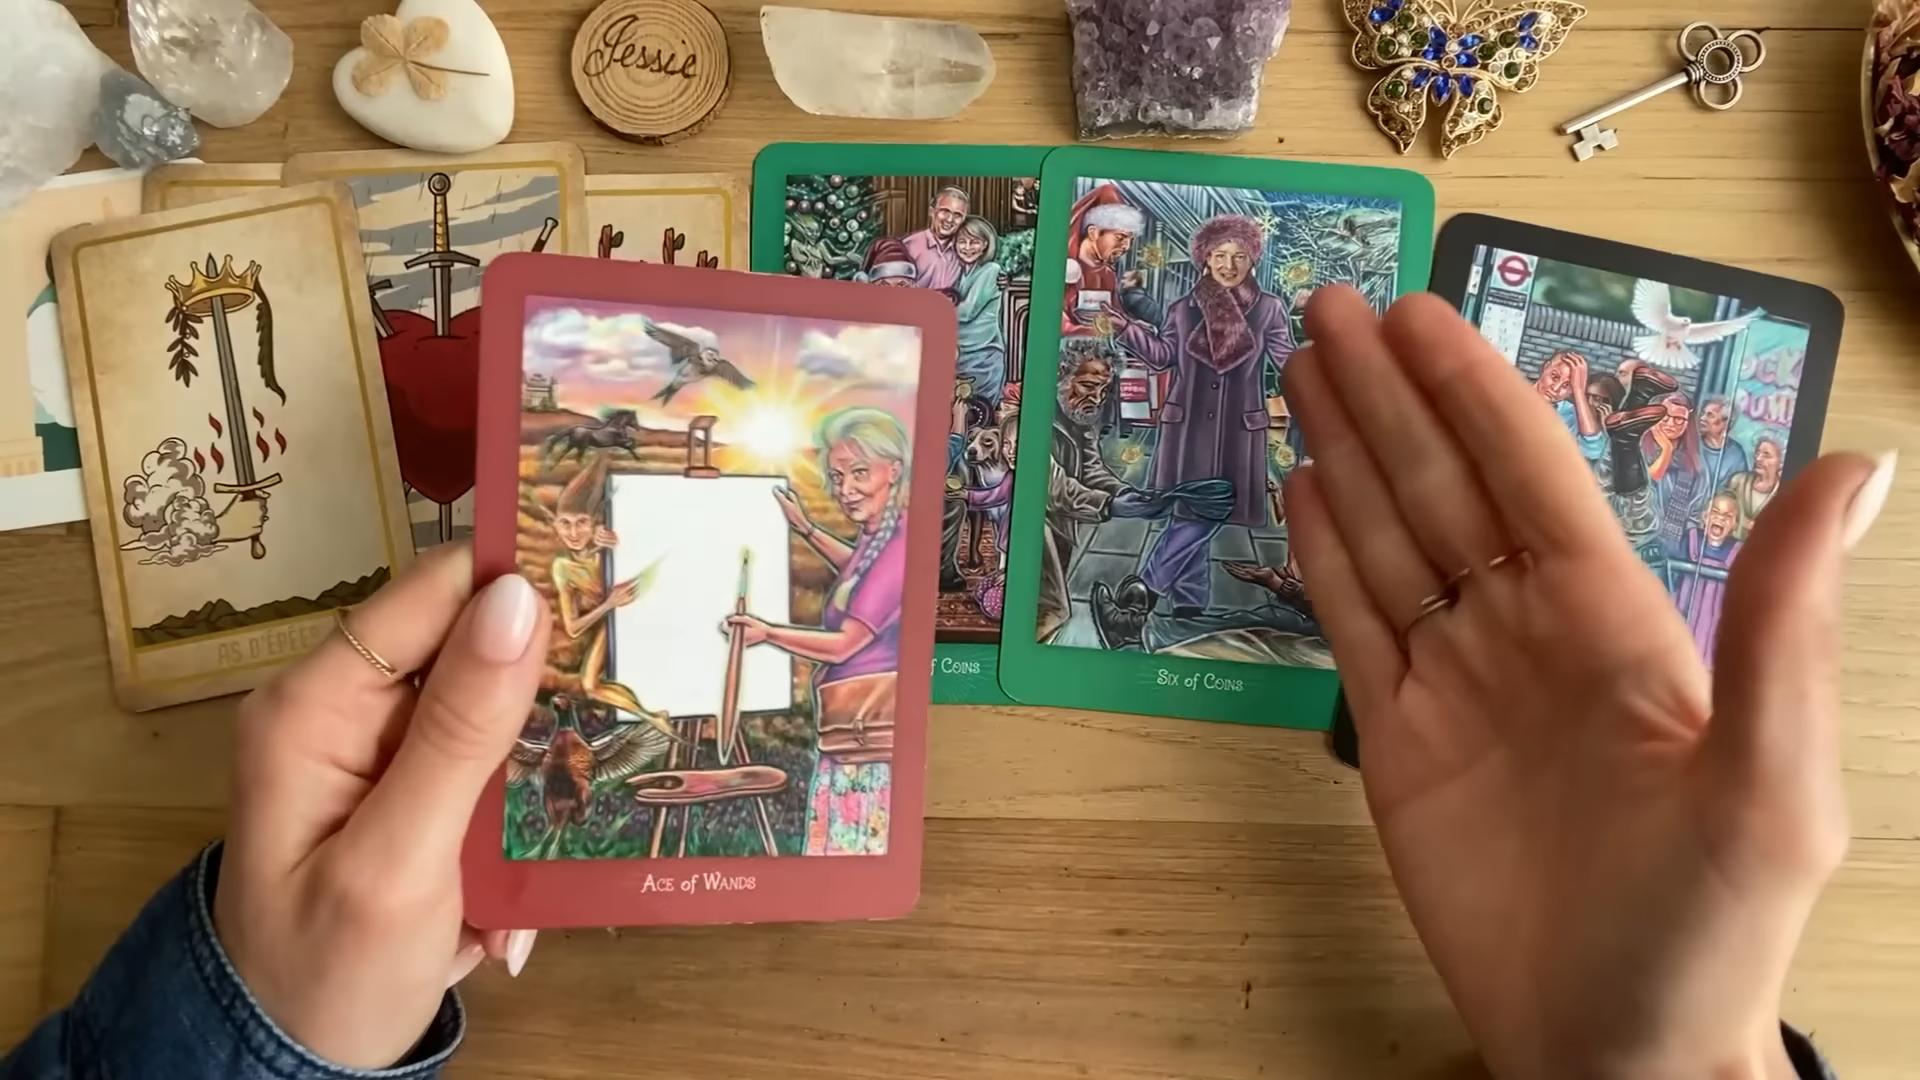 Jessie
AS D'ÉPÉES
of Coins
Six of Coins
Ace of Wands